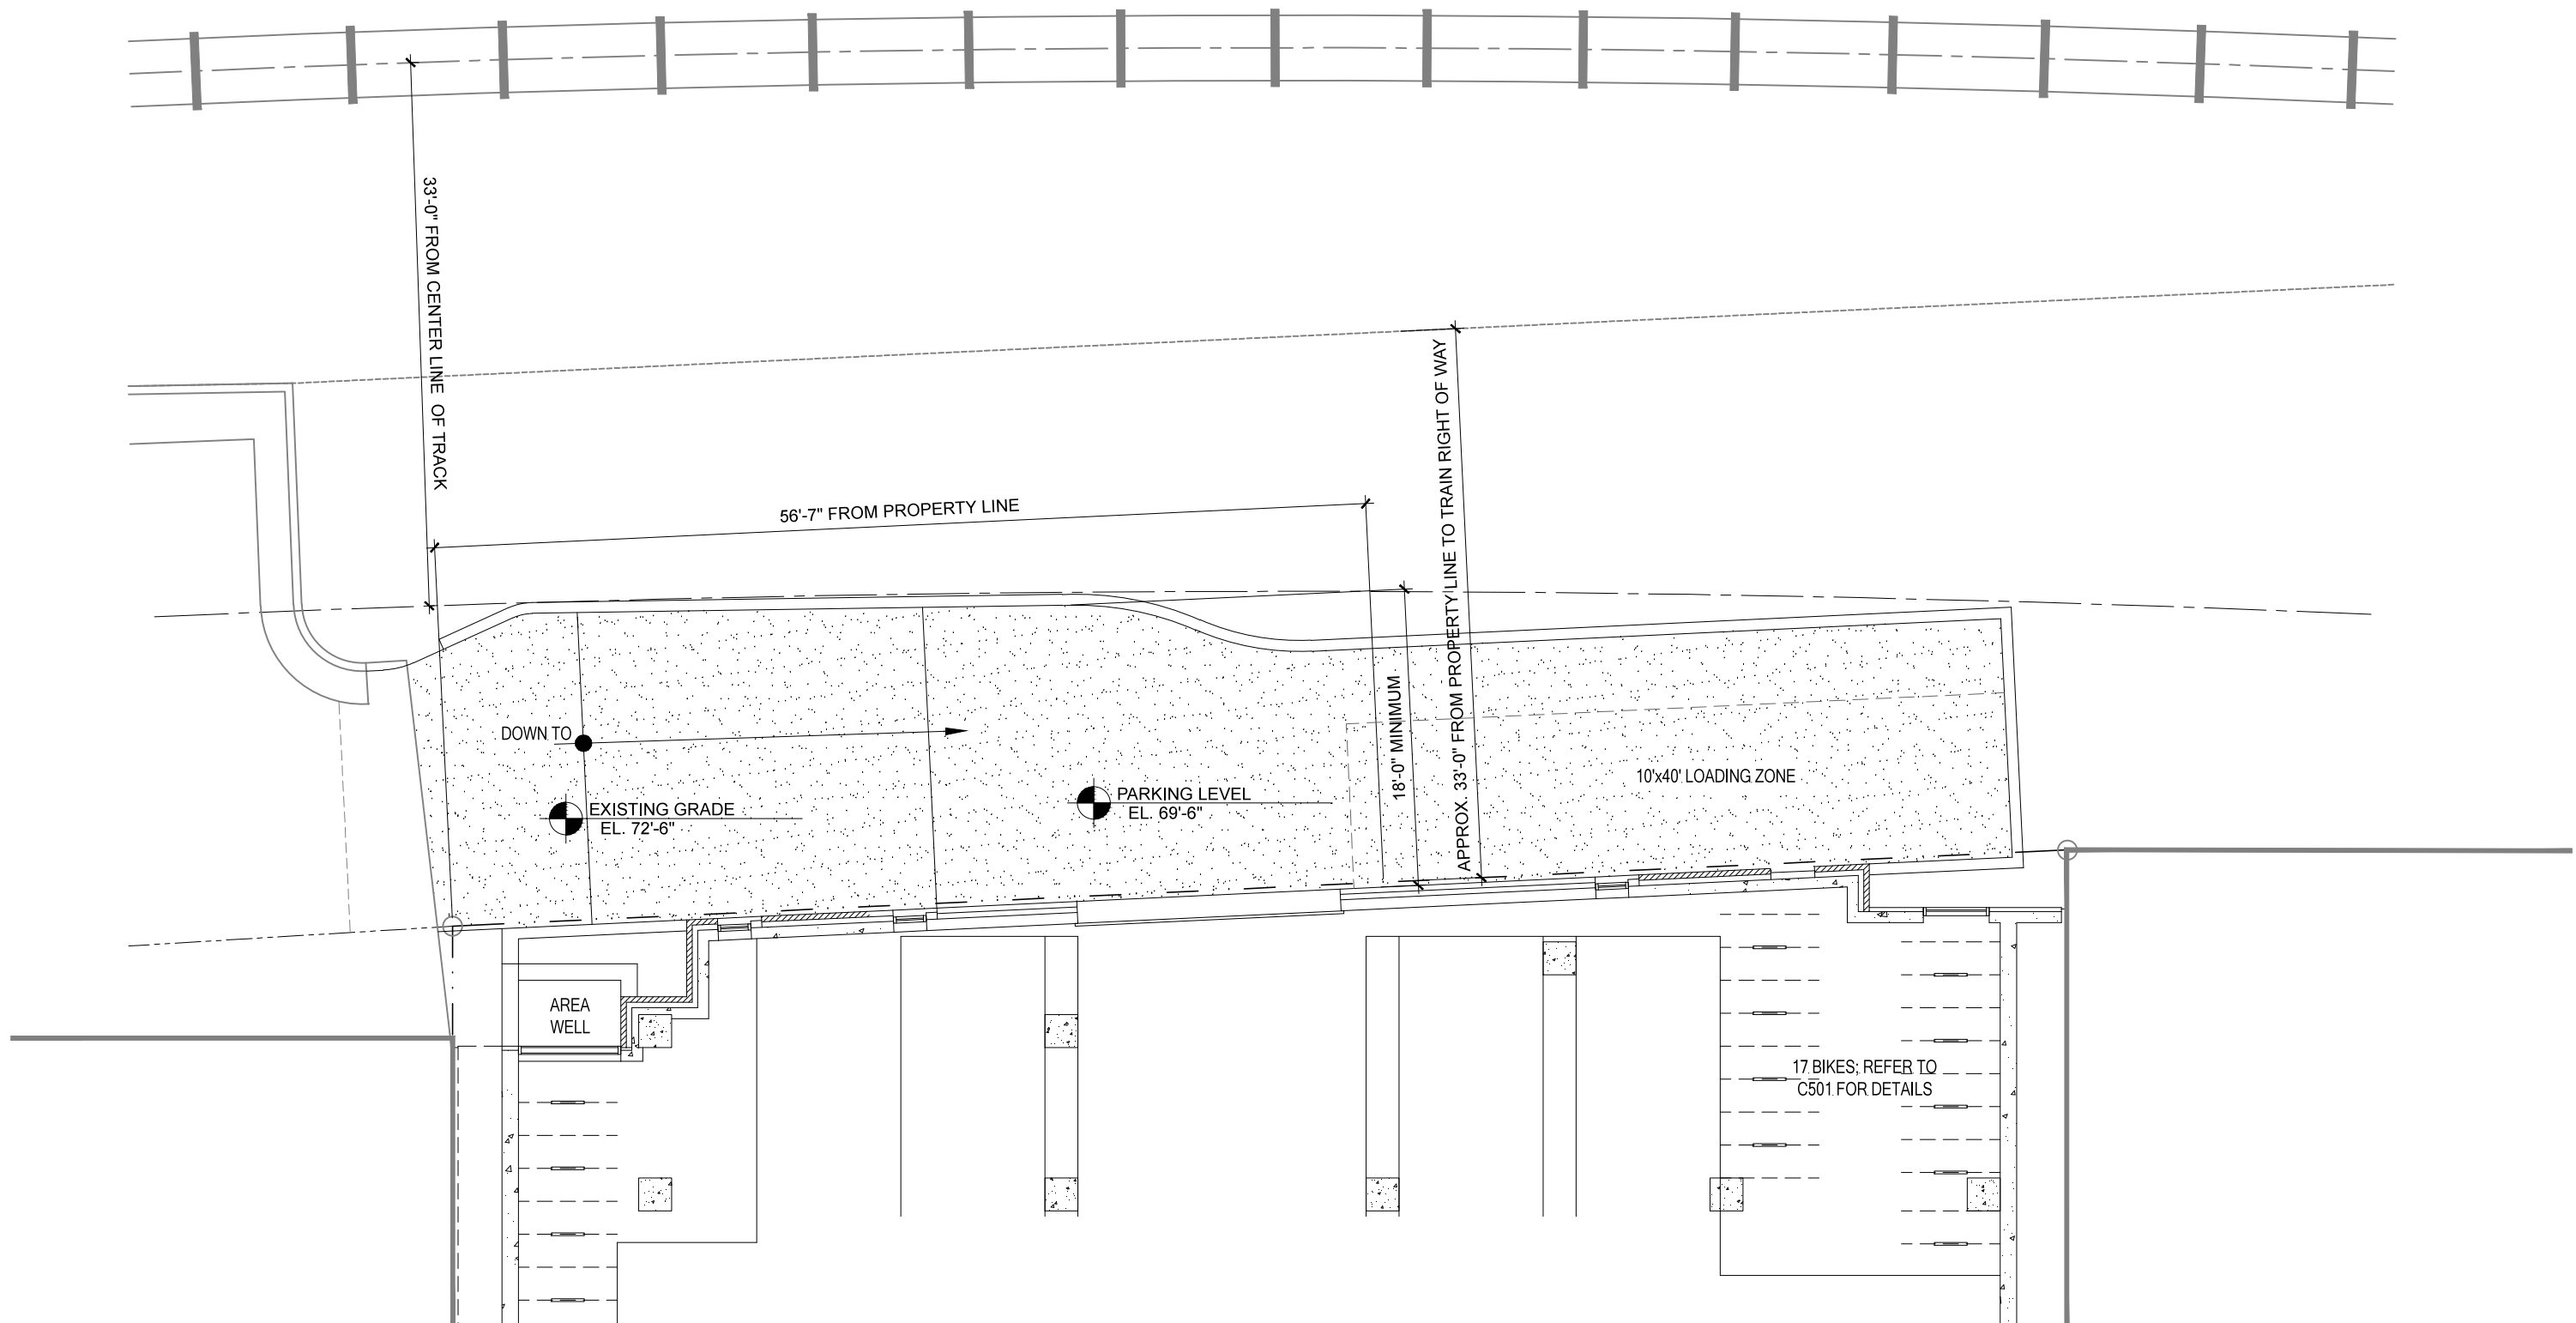 33'-0" FROM CENTER LINE OF TRACK
56'-7" FROM PROPERTY LINE
APPROX. 33'-0" FROM PROPERTY LINE TO TRAIN RIGHT OF WAY
18'-0" MINIMUM
DOWN TO
10'x40' LOADING ZONE
EXISTING GRADE
EL. 72'-6"
PARKING LEVEL
EL. 69'-6"
AREA
WELL
17 BIKES; REFER TO
C501 FOR DETAILS